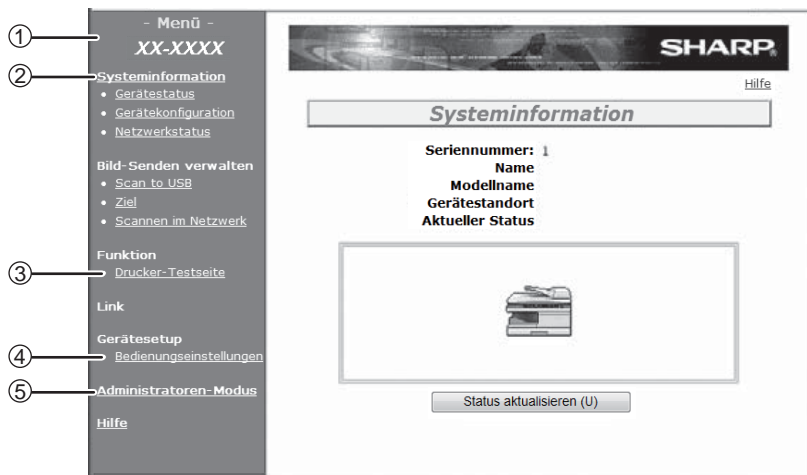 - Menü -
XX-XXXX
Systeminformation
• Gerätestatus
• Gerätekonfiguration
• Netzwerkstatus
Bild-Senden verwalten
• Scan to USB
• Ziel
• Scannen im Netzwerk
Funktion
• Drucker-Testseite
Link
Gerätesetup
• Bedienungseinstellungen
Administratoren-Modus
Hilfe
①
②
③
④
⑤
SHARP
Hilfe
Systeminformation
Seriennummer: 1
Name
Modellname
Gerätestandort
Aktueller Status
Status aktualisieren (U)